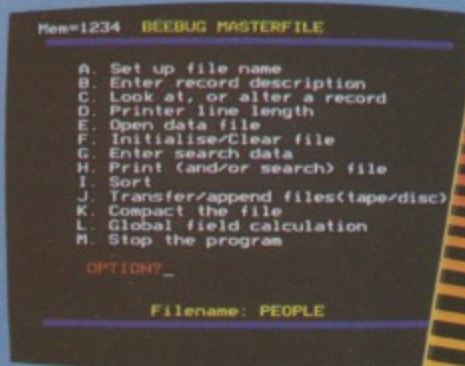 Mem=1234 BEEBUG MASTERFILE
A. Set up file name
B. Enter record description
C. Look at, or alter a record
D. Printer line length
E. Open data file
F. Initialise/Clear file
G. Enter search data
H. Print (and/or search) file
I. Sort
J. Transfer/append files(tape/disc)
K. Compact the file
L. Global field calculation
M. Stop the program
OPTION?_
Filename: PEOPLE